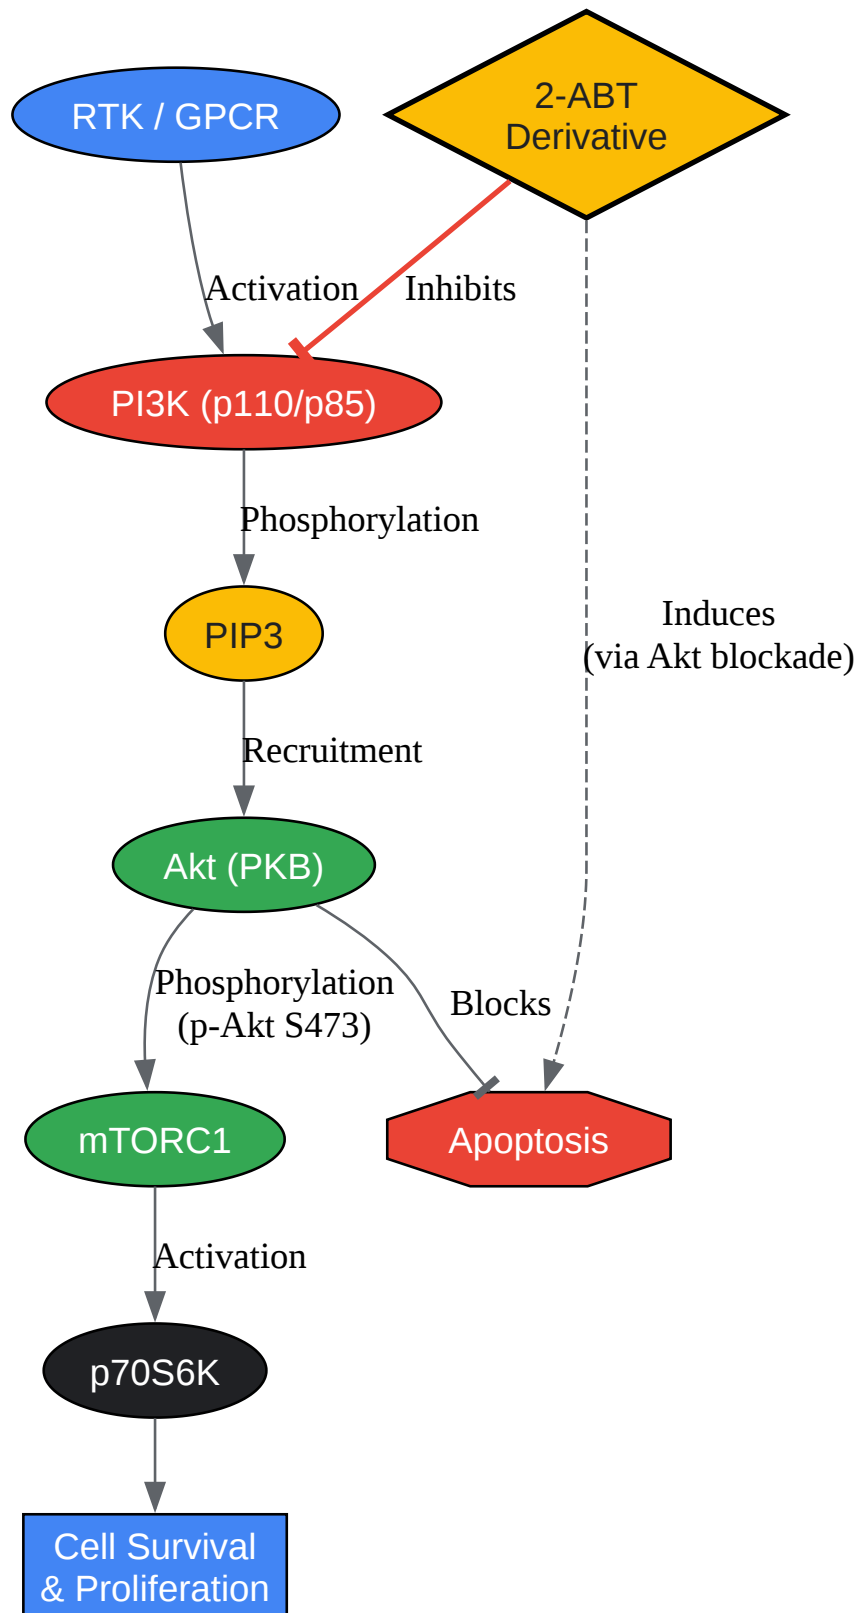 RTK / GPCR
2-ABT
Derivative
Activation
Inhibits
PI3K (p110/p85)
Phosphorylation
PIP3
Induces
(via Akt blockade)
Recruitment
Akt (PKB)
Phosphorylation
(p-Akt S473)
Blocks
mTORC1
Apoptosis
Activation
p70S6K
Cell Survival
& Proliferation